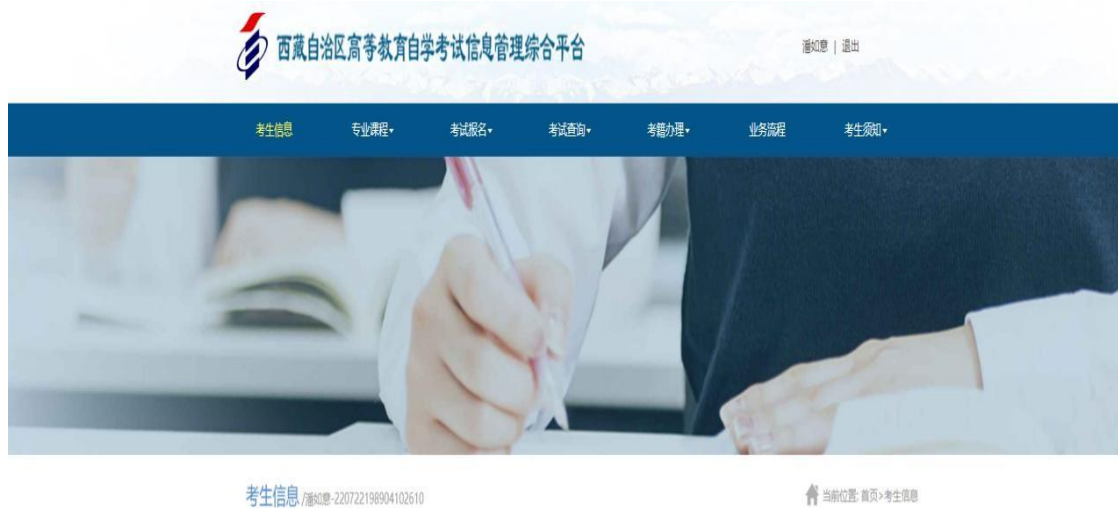 西藏自治区高等教育自学考试信息管理综合平台
潘如意 | 退出
考生信息 专业课程▾ 考试报名▾ 考试查询▾ 考籍办理▾ 业务流程 考生须知▾
考生信息 /潘如意-220722198904102610
当前位置: 首页>考生信息